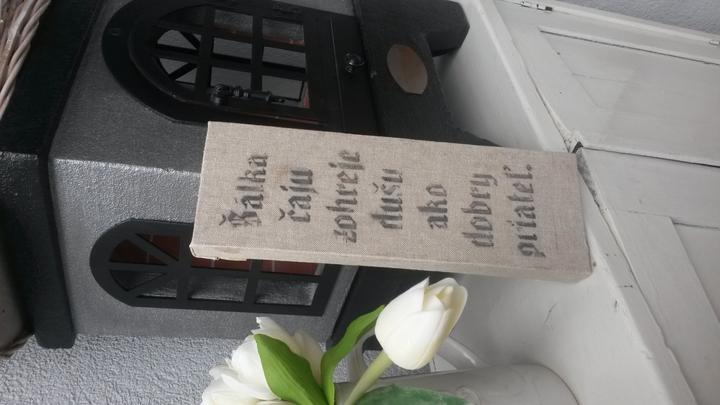 Šálka
čaju
zohreje
dušu
ako
dobrý
priateľ.